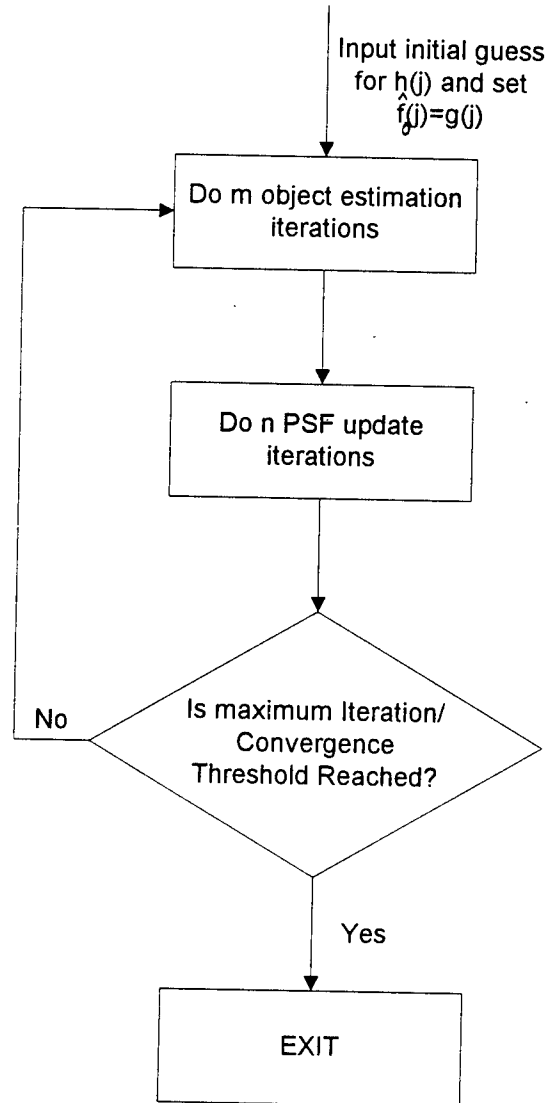 Input initial guess
for h(j) and set
f̂₀(j)=g(j)
Do m object estimation
iterations
Do n PSF update
iterations
Is maximum Iteration/
Convergence
Threshold Reached?
No
Yes
EXIT